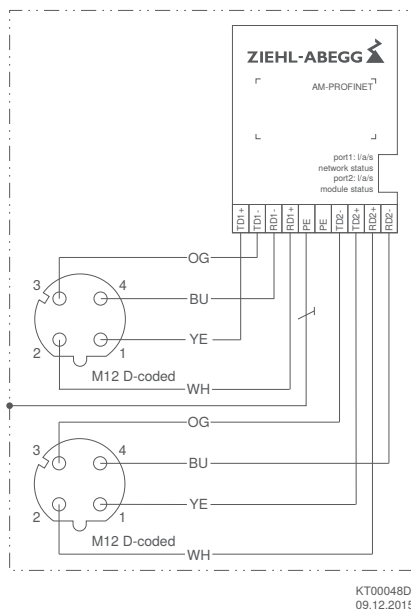 ZIEHL-ABEGG
AM-PROFINET
port1: l/a/s
network status
port2: l/a/s
module status
TD1+
TD1-
RD1-
RD1+
PE
PE
TD2-
TD2+
RD2+
RD2-
OG
3
4
BU
YE
2
1
M12 D-coded
WH
OG
3
4
BU
YE
2
1
M12 D-coded
WH
KT00048D
09.12.2015